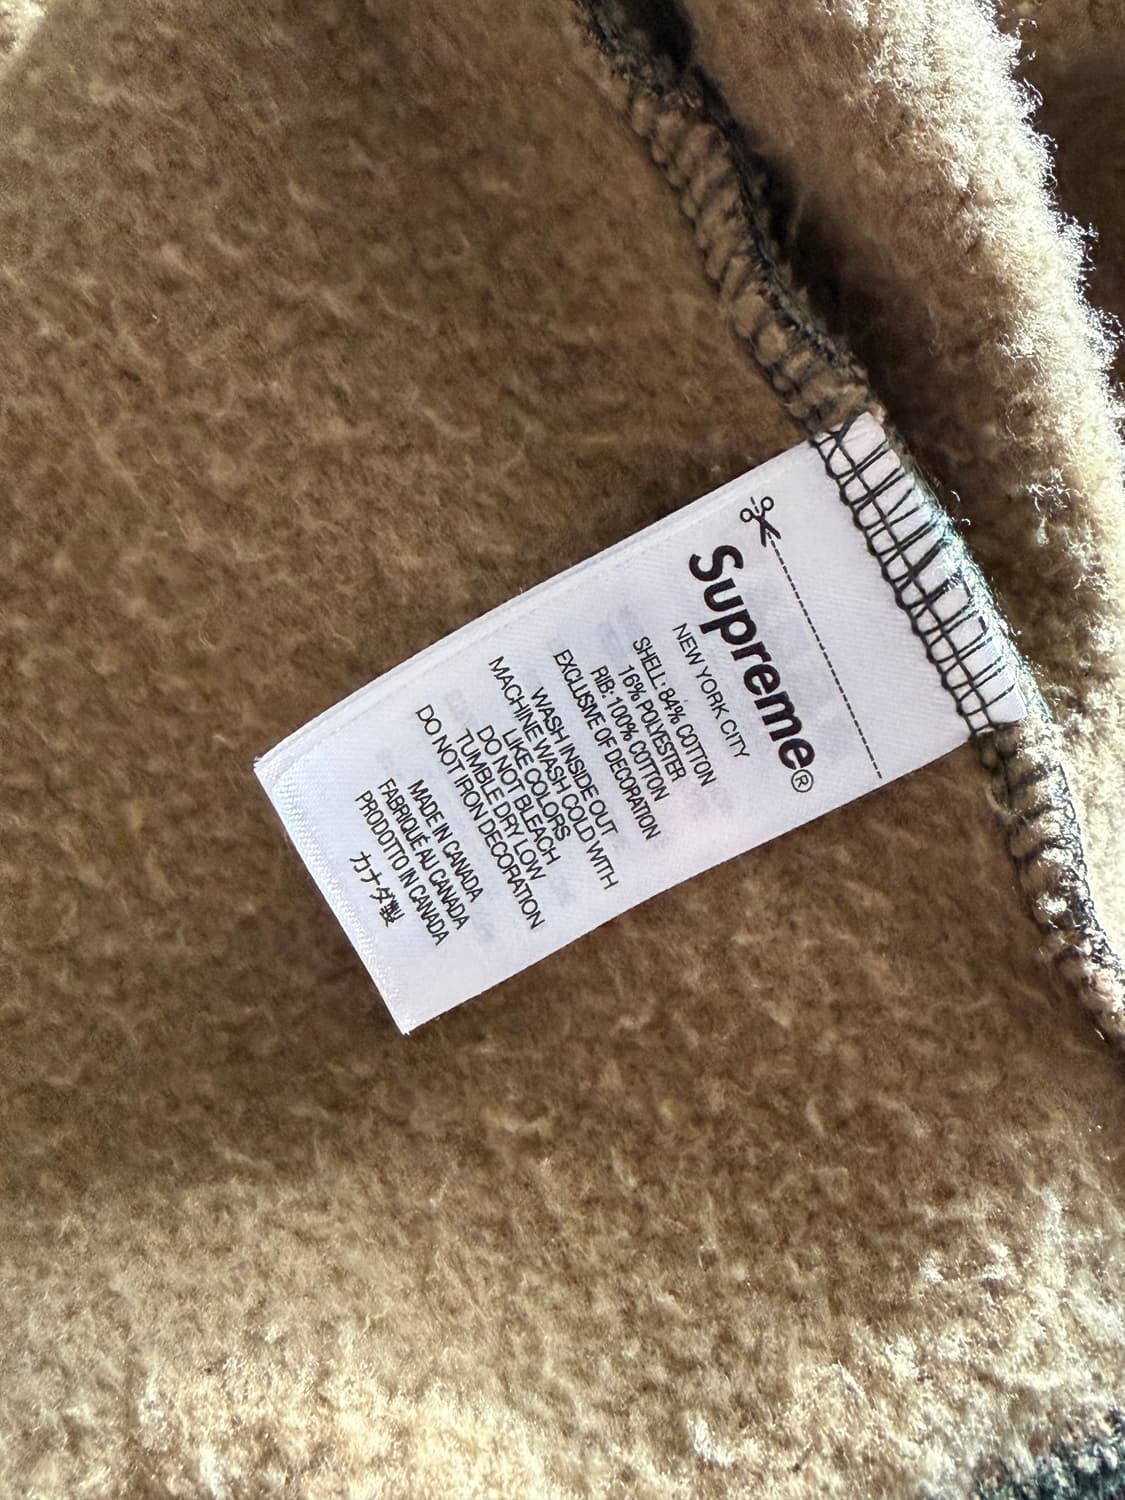 Supreme®
NEW YORK CITY
SHELL: 84% COTTON
16% POLYESTER
RIB: 100% COTTON
EXCLUSIVE OF DECORATION
WASH INSIDE OUT
MACHINE WASH COLD WITH
LIKE COLORS
DO NOT BLEACH
TUMBLE DRY LOW
DO NOT IRON DECORATION
MADE IN CANADA
FABRIQUÉ AU CANADA
PRODOTTO IN CANADA
カナダ製